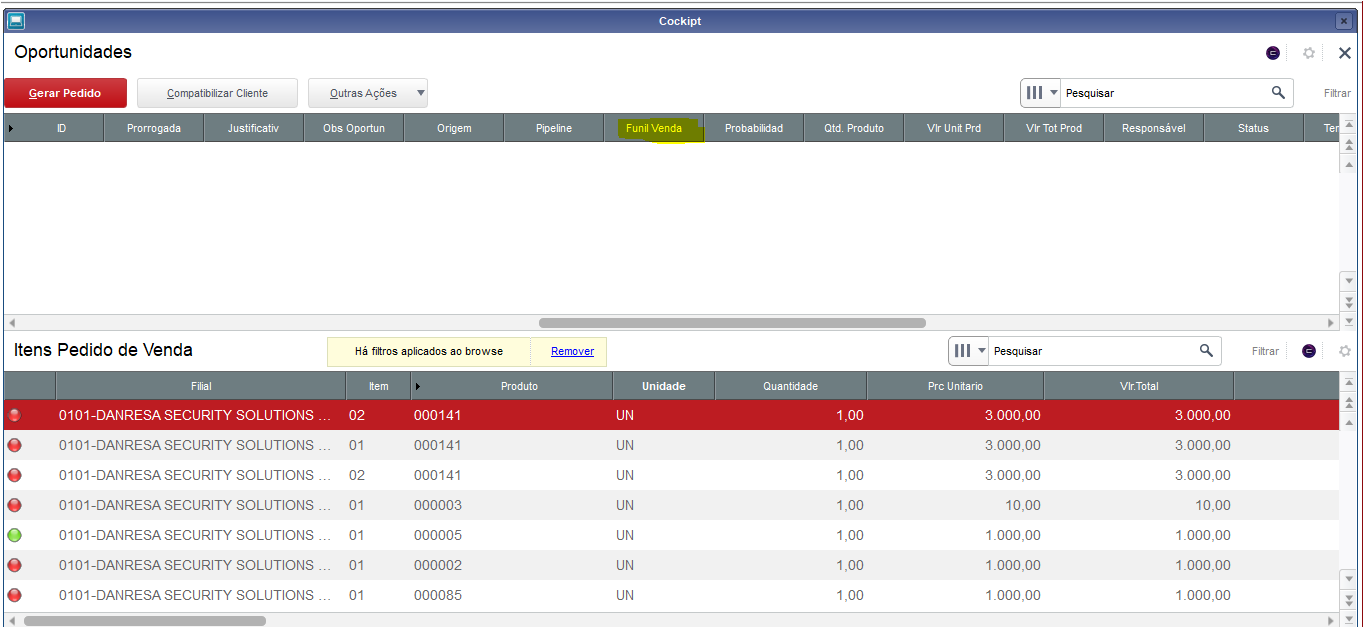 Cockipt
Oportunidades
Gerar Pedido Compatibilizar Cliente Outras Ações Pesquisar Filtrar
ID Prorrogada Justificativ Obs Oportun Origem Pipeline Funil Venda Probabilidad Qtd. Produto Vlr Unit Prd Vlr Tot Prod Responsável Status Ter
Itens Pedido de Venda Há filtros aplicados ao browse Remover Pesquisar Filtrar
Filial Item Produto Unidade Quantidade Prc Unitario Vlr.Total
0101-DANRESA SECURITY SOLUTIONS ... 02 000141 UN 1,00 3.000,00 3.000,00
0101-DANRESA SECURITY SOLUTIONS ... 01 000141 UN 1,00 3.000,00 3.000,00
0101-DANRESA SECURITY SOLUTIONS ... 02 000141 UN 1,00 3.000,00 3.000,00
0101-DANRESA SECURITY SOLUTIONS ... 01 000003 UN 1,00 10,00 10,00
0101-DANRESA SECURITY SOLUTIONS ... 01 000005 UN 1,00 1.000,00 1.000,00
0101-DANRESA SECURITY SOLUTIONS ... 01 000002 UN 1,00 1.000,00 1.000,00
0101-DANRESA SECURITY SOLUTIONS ... 01 000085 UN 1,00 1.000,00 1.000,00